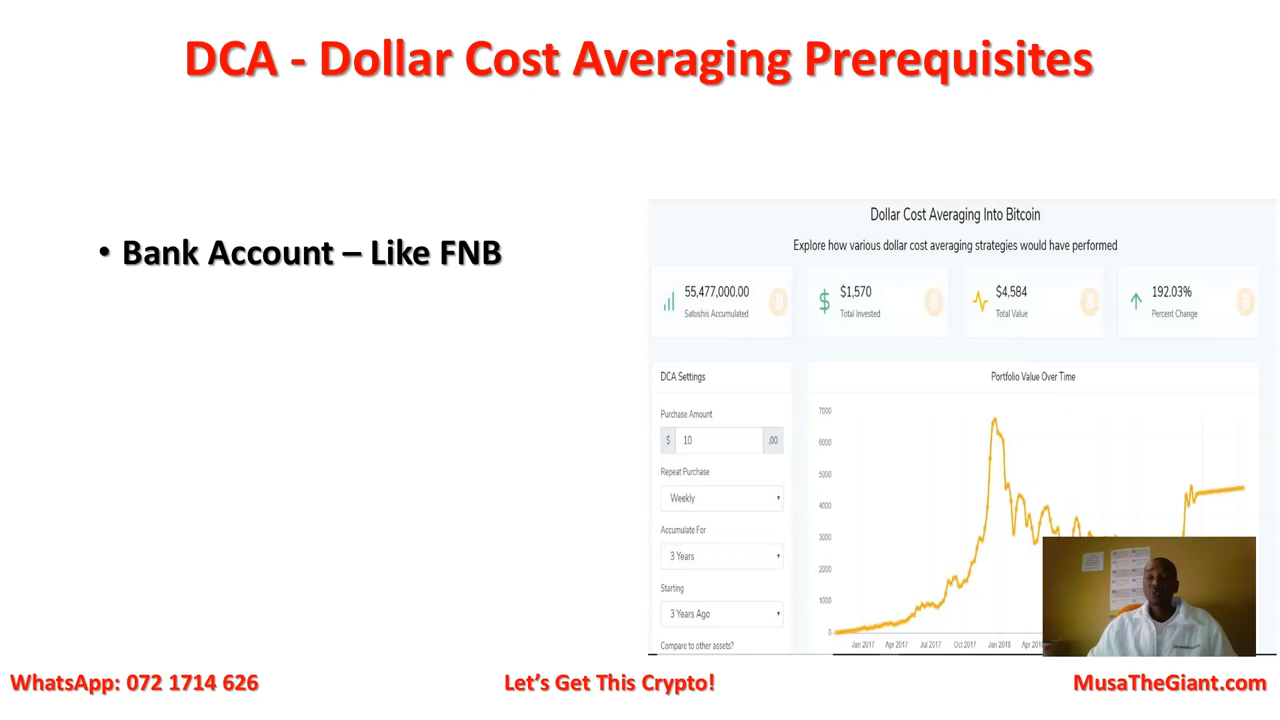 DCA - Dollar Cost Averaging Prerequisites
• Bank Account – Like FNB
Dollar Cost Averaging Into Bitcoin
Explore how various dollar cost averaging strategies would have performed
55,477,000.00
Satoshis Accumulated
$1,570
Total Invested
$4,584
Total Value
192.03%
Percent Change
DCA Settings
Purchase Amount
$ 10 .00
Repeat Purchase
Weekly
Accumulate For
3 Years
Starting
3 Years Ago
Compare to other assets?
Portfolio Value Over Time
7000
6000
5000
4000
3000
2000
1000
0
Jan 2017 Apr 2017 Jul 2017 Oct 2017 Jan 2018
WhatsApp: 072 1714 626
Let's Get This Crypto!
MusaTheGiant.com